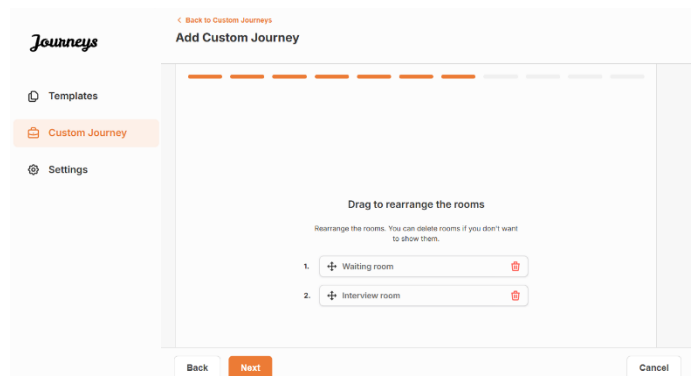 < Back to Custom Journeys
Journeys
Add Custom Journey
Templates
Custom Journey
Settings
Drag to rearrange the rooms
Rearrange the rooms. You can delete rooms if you don't want
to show them.
1. Waiting room
2. Interview room
Back Next Cancel